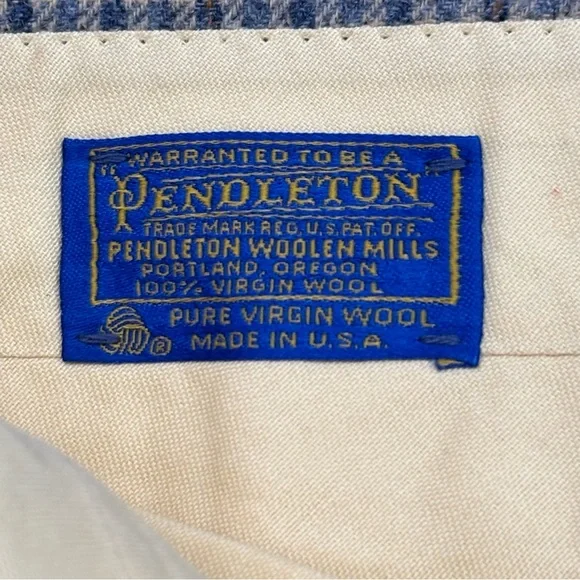 WARRANTED TO BE A
"PENDLETON"
TRADE MARK REG. U.S. PAT. OFF.
PENDLETON WOOLEN MILLS
PORTLAND, OREGON
100% VIRGIN WOOL
PURE VIRGIN WOOL
® MADE IN U.S.A.